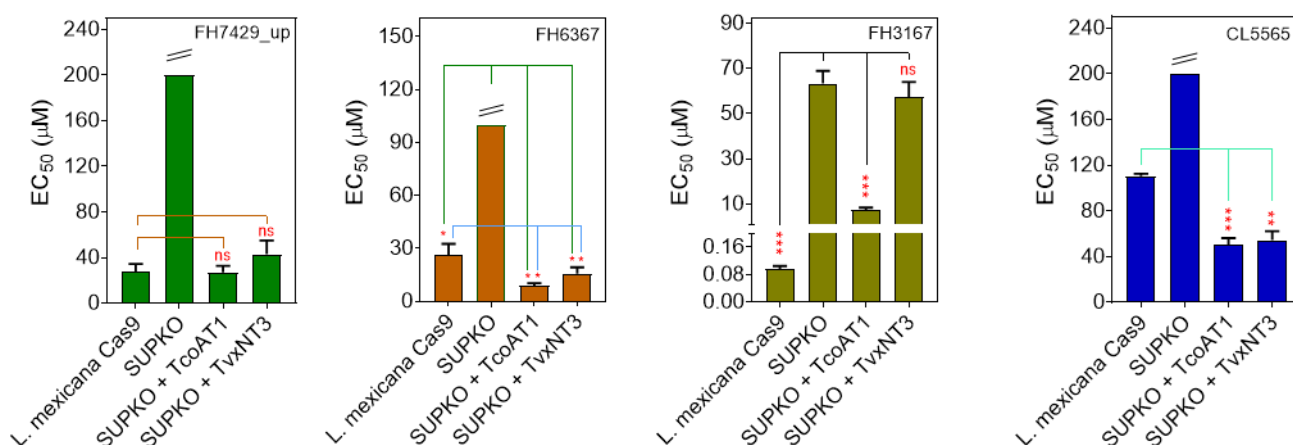 FH7429_up
EC50 (μM)
240
200
160
120
80
40
0
ns
ns
L. mexicana Cas9
SUPKO
SUPKO + TcoAT1
SUPKO + TvxNT3
FH6367
EC50 (μM)
150
120
90
60
30
0
*
**
**
L. mexicana Cas9
SUPKO
SUPKO + TcoAT1
SUPKO + TvxNT3
FH3167
EC50 (μM)
90
70
50
30
10
0.16
0.08
0.00
***
***
ns
L. mexicana Cas9
SUPKO
SUPKO + TcoAT1
SUPKO + TvxNT3
CL5565
EC50 (μM)
240
200
160
120
80
40
0
***
**
L. mexicana Cas9
SUPKO
SUPKO + TcoAT1
SUPKO + TvxNT3